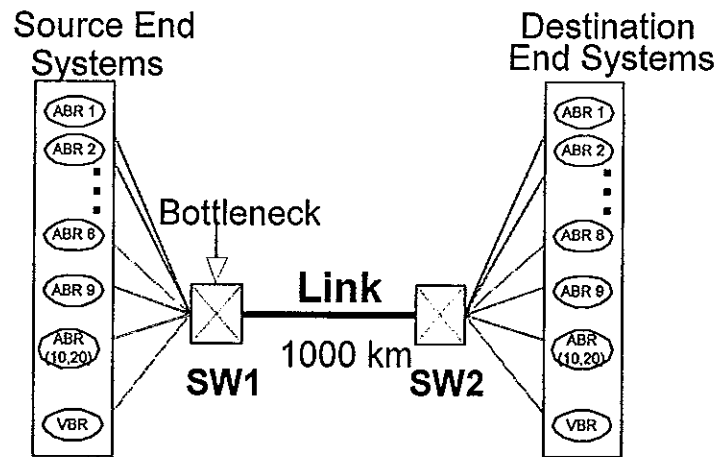 Source End
Systems
ABR 1
ABR 2
ABR 8
ABR 9
ABR
(10,20)
VBR
Bottleneck
Link
1000 km
SW1
SW2
Destination
End Systems
ABR 1
ABR 2
ABR 8
ABR 9
ABR
(10,20)
VBR